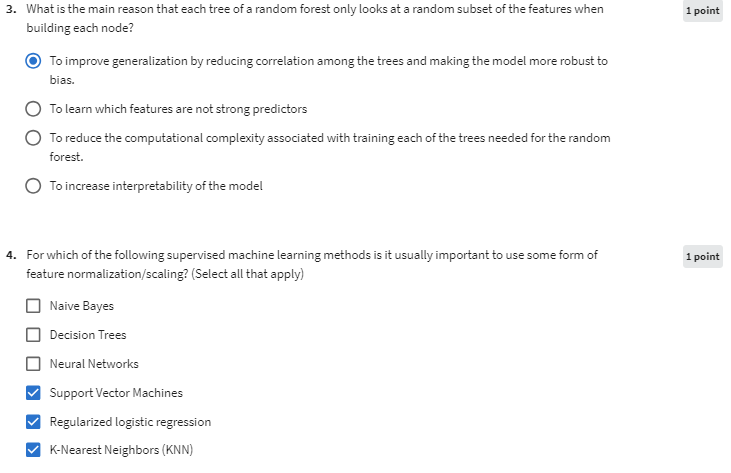 3. What is the main reason that each tree of a random forest only looks at a random subset of the features when
1 point
building each node?
To improve generalization by reducing correlation among the trees and making the model more robust to
bias.
To learn which features are not strong predictors
To reduce the computational complexity associated with training each of the trees needed for the random
forest.
To increase interpretability of the model
4. For which of the following supervised machine learning methods is it usually important to use some form of
1 point
feature normalization/scaling? (Select all that apply)
Naive Bayes
Decision Trees
Neural Networks
Support Vector Machines
Regularized logistic regression
K-Nearest Neighbors (KNN)